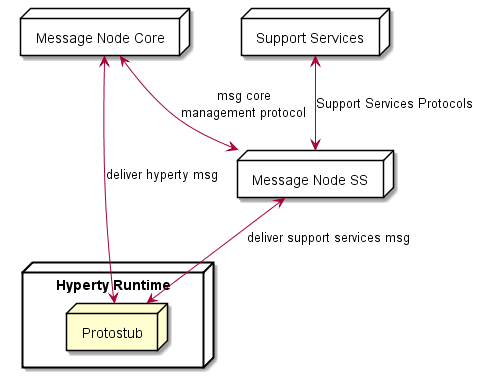 Message Node Core
Support Services
msg core
management protocol
Support Services Protocols
deliver hyperty msg
Message Node SS
deliver support services msg
Hyperty Runtime
Protostub